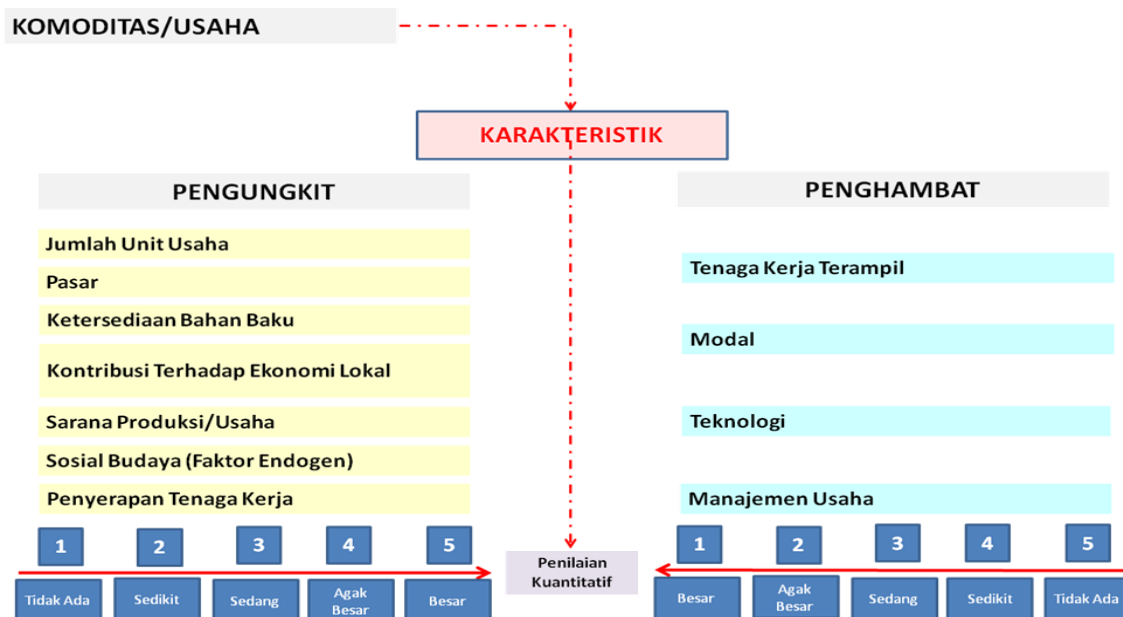 KOMODITAS/USAHA
KARAKTERISTIK
PENGUNGKIT
Jumlah Unit Usaha
Pasar
Ketersediaan Bahan Baku
Kontribusi Terhadap Ekonomi Lokal
Sarana Produksi/Usaha
Sosial Budaya (Faktor Endogen)
Penyerapan Tenaga Kerja
1 2 3 4 5
Tidak Ada Sedikit Sedang Agak Besar Besar
Penilaian
Kuantitatif
PENGHAMBAT
Tenaga Kerja Terampil
Modal
Teknologi
Manajemen Usaha
1 2 3 4 5
Besar Agak Besar Sedang Sedikit Tidak Ada